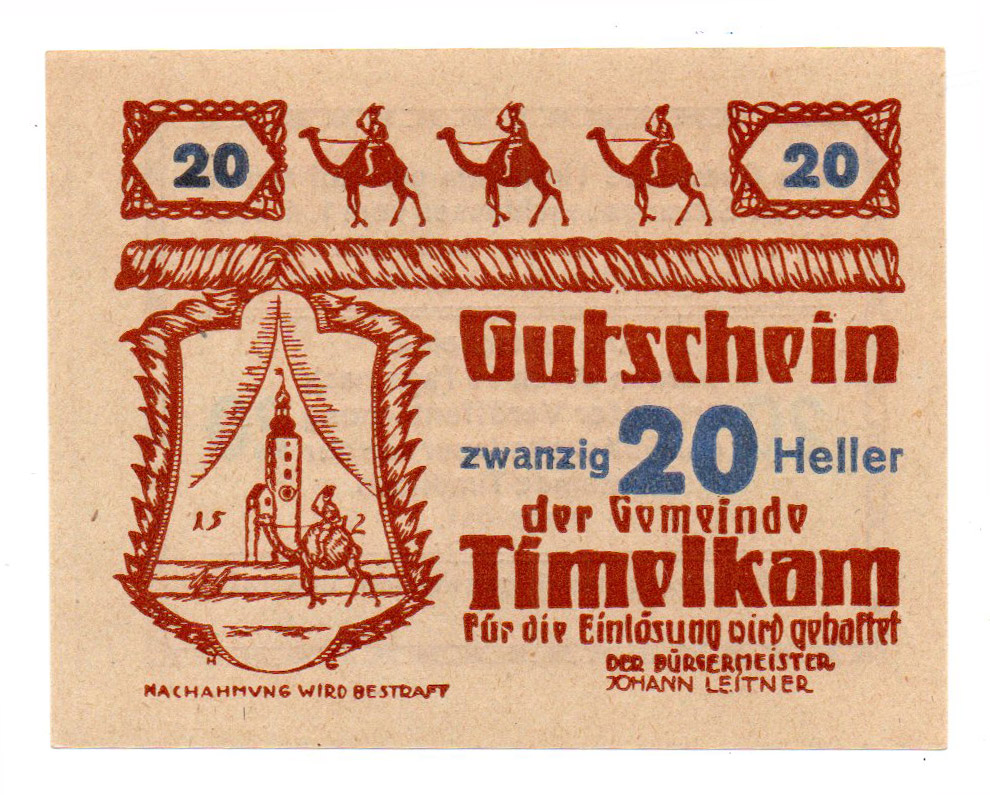 20 20
Gutschein
zwanzig 20 Heller
der Gemeinde
Timelkam
Für die Einlösung wird gehaftet
DER BÜRGERMEISTER
JOHANN LEITNER
15 2
NACHAHMVNG WIRD BESTRAFT